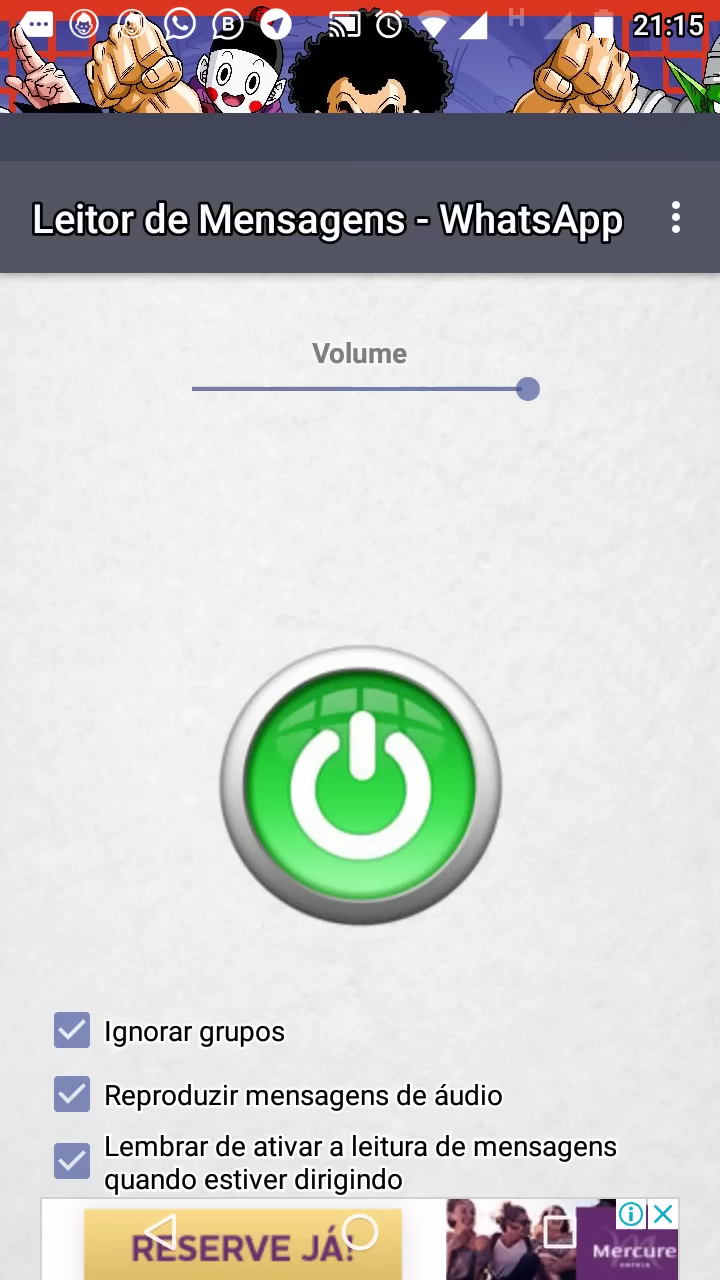 21:15
H
B
Leitor de Mensagens - WhatsApp
Volume
Ignorar grupos
Reproduzir mensagens de áudio
Lembrar de ativar a leitura de mensagens
quando estiver dirigindo
RESERVE JÁ!
Mercure
HOTELS